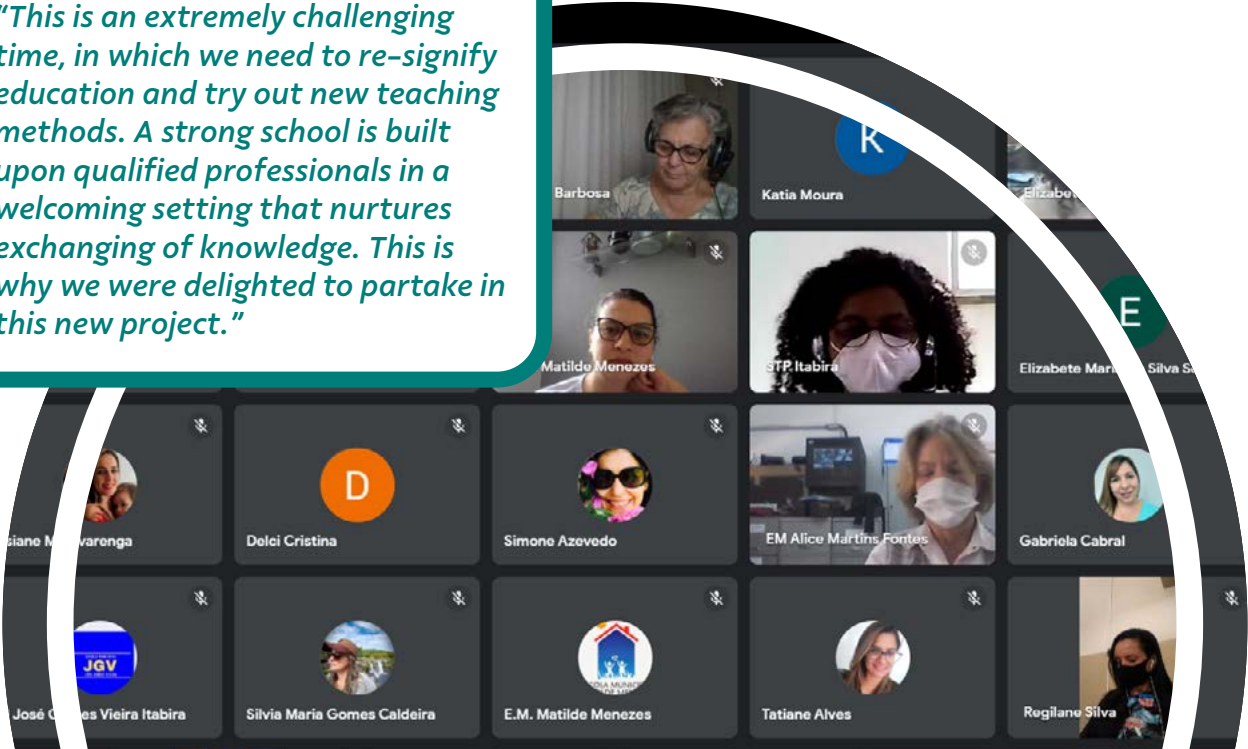 “This is an extremely challenging
time, in which we need to re-signify
education and try out new teaching
methods. A strong school is built
upon qualified professionals in a
welcoming setting that nurtures
exchanging of knowledge. This is
why we were delighted to partake in
this new project.”
Barbosa
K
Katia Moura
Matilde Menezes
STP Itabira
E
Elizabete Silva
varenga
D
Delci Cristina
Simone Azevedo
EM Alice Martins Fontes
Gabriela Cabral
JGV
José Vieira Itabira
Silvia Maria Gomes Caldeira
E.M. Matilde Menezes
Tatiane Alves
Regilane Silva